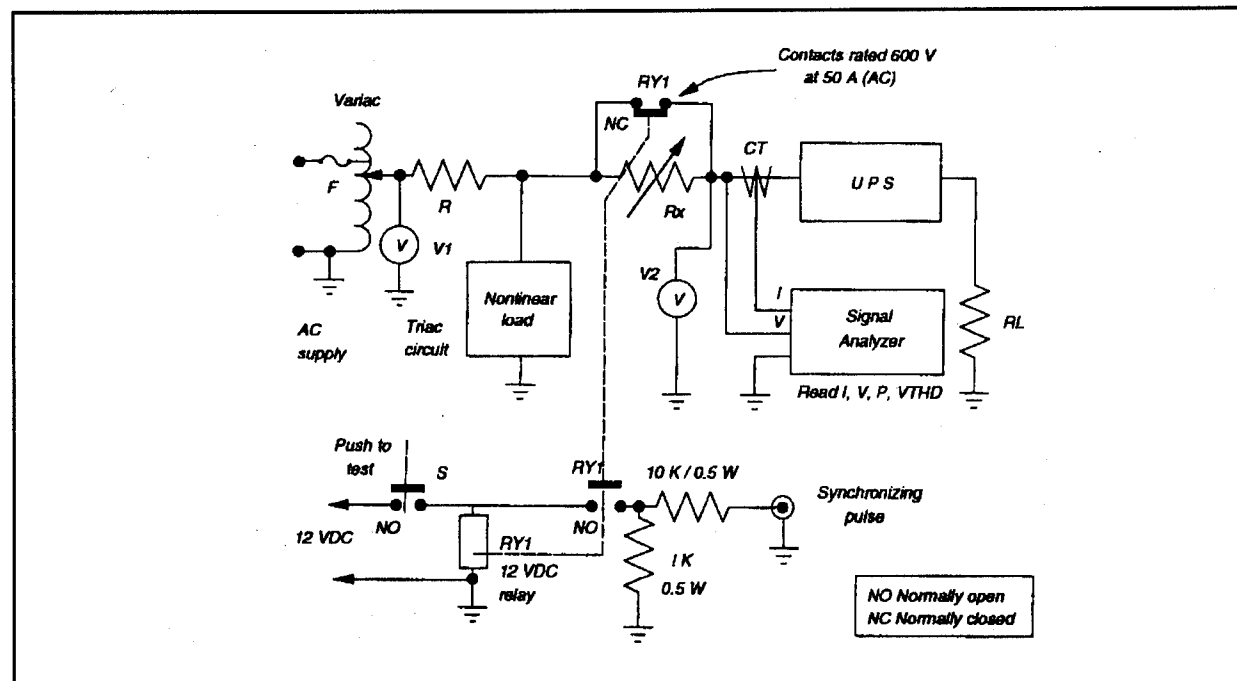 Contacts rated 600 V
at 50 A (AC)
RY1
Variac
NC
CT
UPS
F
R
Rx
V
V1
V2
V
Nonlinear
load
I
V
Signal
Analyzer
RL
AC
supply
Triac
circuit
Read I, V, P, VTHD
Push to
test
S
RY1
10 K / 0.5 W
Synchronizing
pulse
NO
NO
12 VDC
RY1
12 VDC
relay
I K
0.5 W
NO Normally open
NC Normally closed